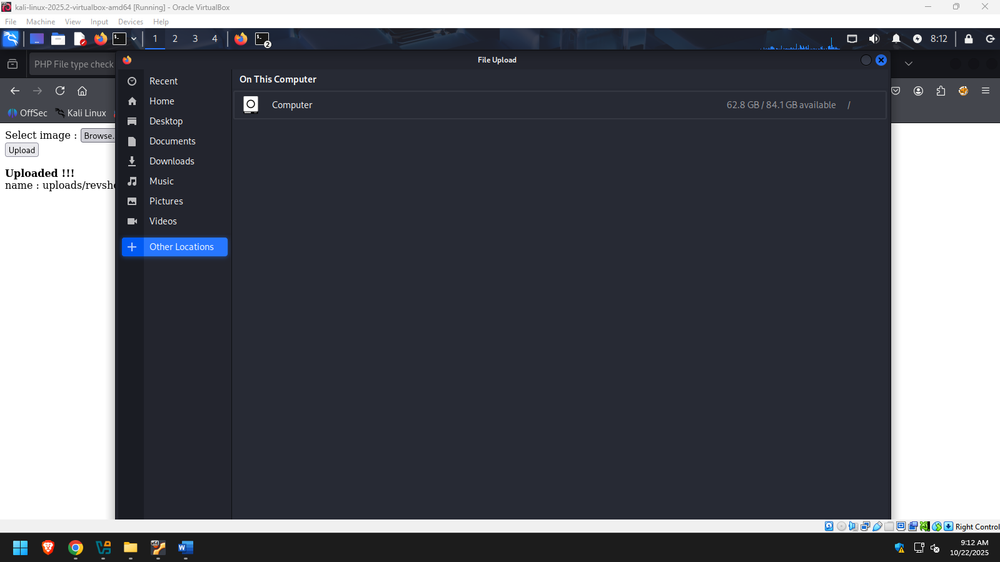 kali-linux-2025.2-virtualbox-amd64 [Running] - Oracle VirtualBox
File Machine View Input Devices Help
1 2 3 4 2 8:12
PHP File type check
File Upload
Recent
On This Computer
Home
Computer 62.8 GB / 84.1 GB available /
Desktop
OffSec Kali Linux
Documents
Select image : Browse.
Upload
Downloads
Uploaded !!!
Music
name : uploads/revshe
Pictures
Videos
Other Locations
Right Control
9:12 AM
10/22/2025